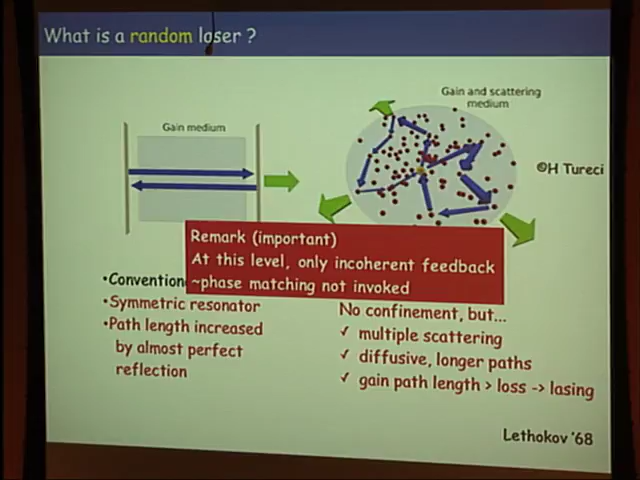 What is a random laser ?
Gain medium
Gain and scattering
medium
©H Tureci
Remark (important)
At this level, only incoherent feedback
~phase matching not invoked
•Convention
•Symmetric resonator
•Path length increased
by almost perfect
reflection
No confinement, but...
✓ multiple scattering
✓ diffusive, longer paths
✓ gain path length > loss -> lasing
Lethokov '68